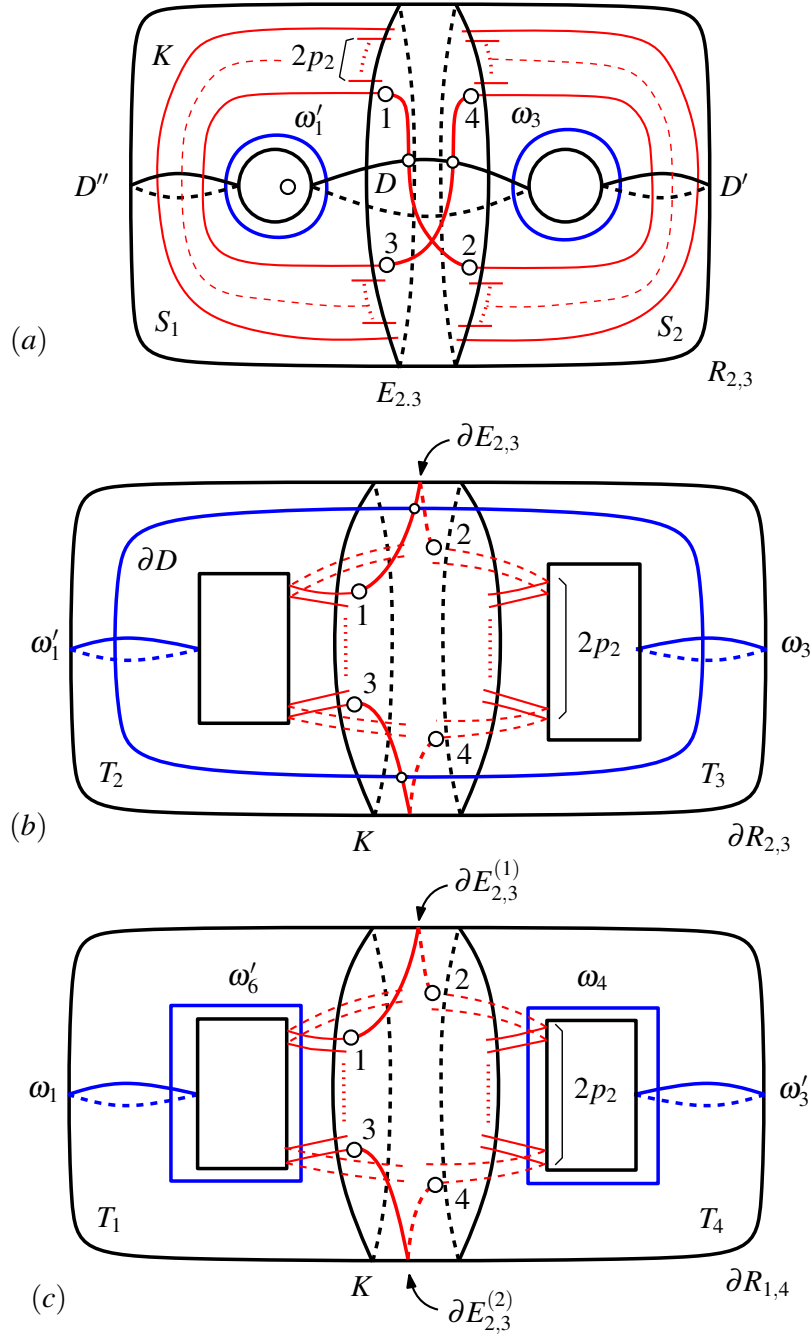 K 2p₂
1 4
ω′₁ ω₃
D″ D D′
3 2
S₁ S₂
(a) R₂,₃
E₂.₃
∂E₂,₃
2
∂D
1
ω′₁ 2p₂ ω₃
3
4
T₂ T₃
(b) K ∂R₂,₃
∂E₂,₃⁽¹⁾
ω′₆ 2 ω₄
1
ω₁ 2p₂ ω′₃
3
4
T₁ T₄
(c) K ∂R₁,₄
∂E₂,₃⁽²⁾